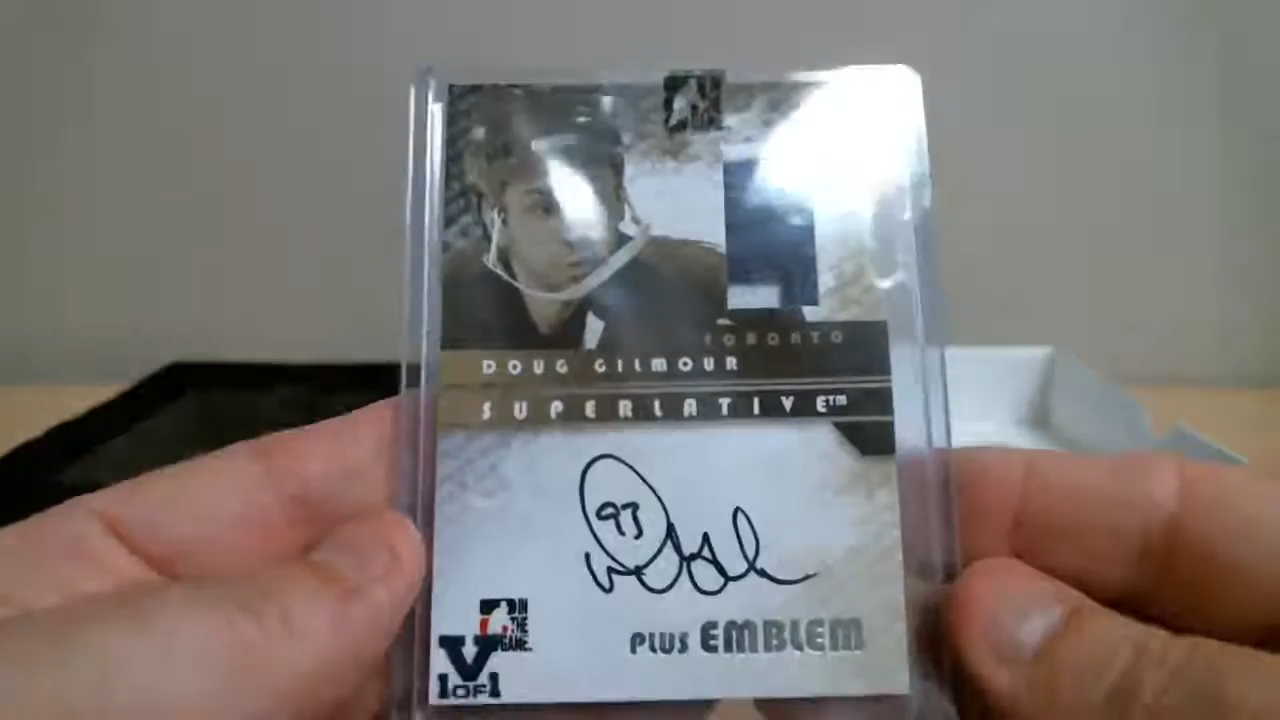 TORONTO
DOUG GILMOUR
SUPERLATIVE™
93
IN
THE
GAME.
PLUS EMBLEM
V
1 OF 1